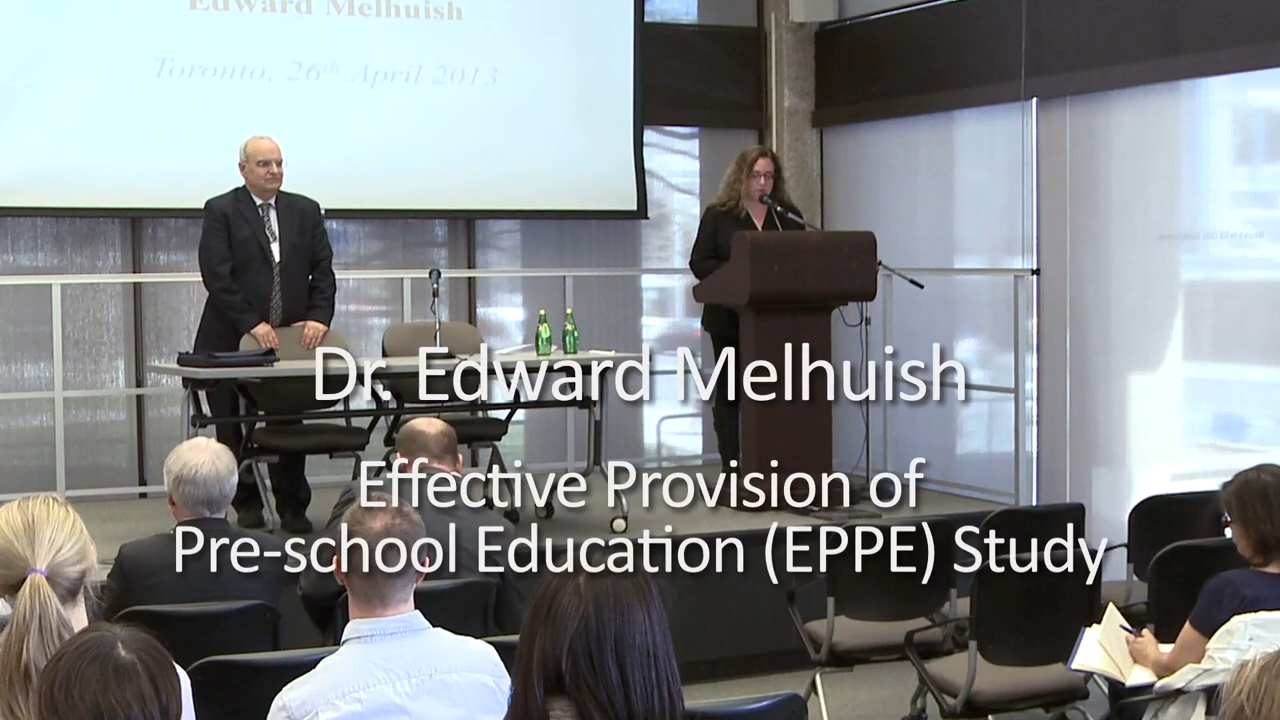 Edward Melhuish
Toronto, 26th April 2013
Dr. Edward Melhuish
Effective Provision of
Pre-school Education (EPPE) Study